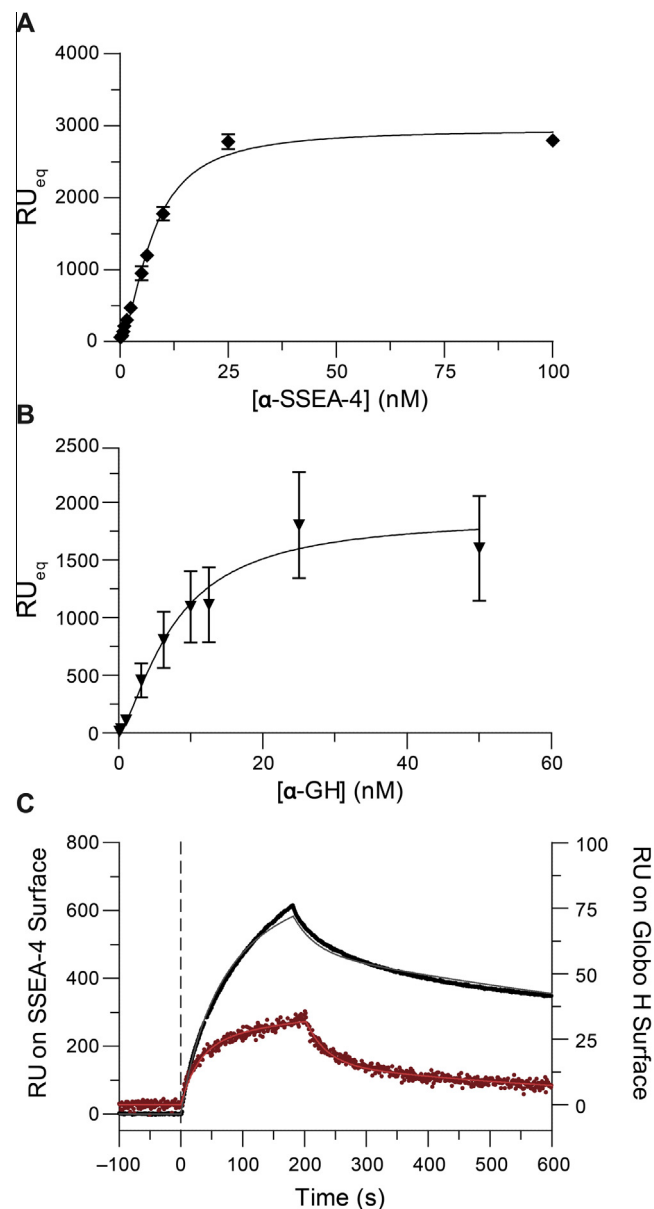 A
4000
3000
2000
1000
0
RUeq
0 25 50 75 100
[α-SSEA-4] (nM)
B
2500
2000
1500
1000
500
0
RUeq
0 20 40 60
[α-GH] (nM)
C
800
600
400
200
0
RU on SSEA-4 Surface
100
75
50
25
0
RU on Globo H Surface
–100 0 100 200 300 400 500 600
Time (s)